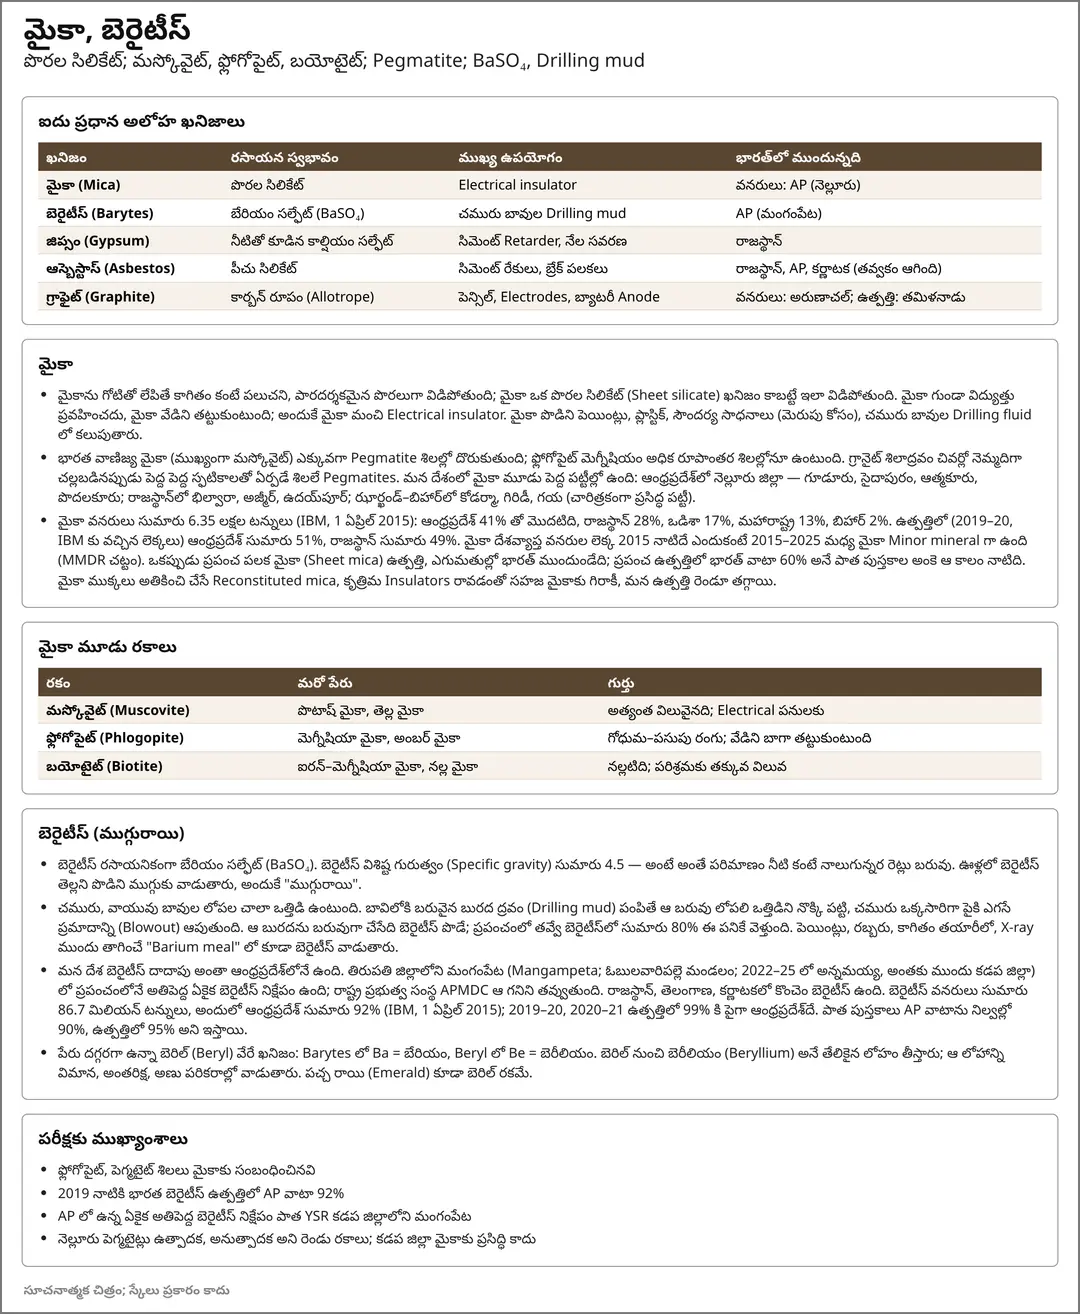 మైకా, బెరైటీస్
పొరల సిలికేట్; మస్కోవైట్, ఫ్లోగోపైట్, బయోటైట్; Pegmatite; BaSO₄, Drilling mud
ఐదు ప్రధాన అలోహ ఖనిజాలు
ఖనిజం రసాయన స్వభావం ముఖ్య ఉపయోగం భారత్‌లో ముందున్నది
మైకా (Mica) పొరల సిలికేట్ Electrical insulator వనరులు: AP (నెల్లూరు)
బెరైటీస్ (Barytes) బేరియం సల్ఫేట్ (BaSO₄) చమురు బావుల Drilling mud AP (మంగంపేట)
జిప్సం (Gypsum) నీటితో కూడిన కాల్షియం సల్ఫేట్ సిమెంట్ Retarder, నేల సవరణ రాజస్థాన్
ఆస్బెస్టాస్ (Asbestos) పీచు సిలికేట్ సిమెంట్ రేకులు, బ్రేక్ పలకలు రాజస్థాన్, AP, కర్ణాటక (తవ్వకం ఆగింది)
గ్రాఫైట్ (Graphite) కార్బన్ రూపం (Allotrope) పెన్సిల్, Electrodes, బ్యాటరీ Anode వనరులు: అరుణాచల్; ఉత్పత్తి: తమిళనాడు
మైకా
• మైకాను గోటితో లేపితే కాగితం కంటే పలుచని, పారదర్శకమైన పొరలుగా విడిపోతుంది; మైకా ఒక పొరల సిలికేట్ (Sheet silicate) ఖనిజం కాబట్టే ఇలా విడిపోతుంది. మైకా గుండా విద్యుత్తు
ప్రవహించదు, మైకా వేడిని తట్టుకుంటుంది; అందుకే మైకా మంచి Electrical insulator. మైకా పొడిని పెయింట్లు, ప్లాస్టిక్, సౌందర్య సాధనాలు (మెరుపు కోసం), చమురు బావుల Drilling fluid
లో కలుపుతారు.
• భారత వాణిజ్య మైకా (ముఖ్యంగా మస్కోవైట్) ఎక్కువగా Pegmatite శిలల్లో దొరుకుతుంది; ఫ్లోగోపైట్ మెగ్నీషియం అధిక రూపాంతర శిలల్లోనూ ఉంటుంది. గ్రానైట్ శిలాద్రవం చివర్లో నెమ్మదిగా
చల్లబడినప్పుడు పెద్ద పెద్ద స్ఫటికాలతో ఏర్పడే శిలలే Pegmatites. మన దేశంలో మైకా మూడు పెద్ద పట్టీల్లో ఉంది: ఆంధ్రప్రదేశ్‌లో నెల్లూరు జిల్లా — గూడూరు, సైదాపురం, ఆత్మకూరు,
పొదలకూరు; రాజస్థాన్‌లో భిల్వారా, అజ్మీర్, ఉదయ్‌పూర్; ఝార్ఖండ్–బిహార్‌లో కోడర్మా, గిరిడీ, గయ (చారిత్రకంగా ప్రసిద్ధ పట్టీ).
• మైకా వనరులు సుమారు 6.35 లక్షల టన్నులు (IBM, 1 ఏప్రిల్ 2015): ఆంధ్రప్రదేశ్ 41% తో మొదటిది, రాజస్థాన్ 28%, ఒడిశా 17%, మహారాష్ట్ర 13%, బిహార్ 2%. ఉత్పత్తిలో (2019–20,
IBM కు వచ్చిన లెక్కలు) ఆంధ్రప్రదేశ్ సుమారు 51%, రాజస్థాన్ సుమారు 49%. మైకా దేశవ్యాప్త వనరుల లెక్క 2015 నాటిదే ఎందుకంటే 2015–2025 మధ్య మైకా Minor mineral గా ఉంది
(MMDR చట్టం). ఒకప్పుడు ప్రపంచ పలక మైకా (Sheet mica) ఉత్పత్తి, ఎగుమతుల్లో భారత్ ముందుండేది; ప్రపంచ ఉత్పత్తిలో భారత్ వాటా 60% అనే పాత పుస్తకాల అంకె ఆ కాలం నాటిది.
మైకా ముక్కలు అతికించి చేసే Reconstituted mica, కృత్రిమ Insulators రావడంతో సహజ మైకాకు గిరాకీ, మన ఉత్పత్తి రెండూ తగ్గాయి.
మైకా మూడు రకాలు
రకం మరో పేరు గుర్తు
మస్కోవైట్ (Muscovite) పొటాష్ మైకా, తెల్ల మైకా అత్యంత విలువైనది; Electrical పనులకు
ఫ్లోగోపైట్ (Phlogopite) మెగ్నీషియా మైకా, అంబర్ మైకా గోధుమ–పసుపు రంగు; వేడిని బాగా తట్టుకుంటుంది
బయోటైట్ (Biotite) ఐరన్–మెగ్నీషియా మైకా, నల్ల మైకా నల్లటిది; పరిశ్రమకు తక్కువ విలువ
బెరైటీస్ (ముగ్గురాయి)
• బెరైటీస్ రసాయనికంగా బేరియం సల్ఫేట్ (BaSO₄). బెరైటీస్ విశిష్ట గురుత్వం (Specific gravity) సుమారు 4.5 — అంటే అంతే పరిమాణం నీటి కంటే నాలుగున్నర రెట్లు బరువు. ఊళ్లలో బెరైటీస్
తెల్లని పొడిని ముగ్గుకు వాడుతారు, అందుకే "ముగ్గురాయి".
• చమురు, వాయువు బావుల లోపల చాలా ఒత్తిడి ఉంటుంది. బావిలోకి బరువైన బురద ద్రవం (Drilling mud) పంపితే ఆ బరువు లోపలి ఒత్తిడిని నొక్కి పట్టి, చమురు ఒక్కసారిగా పైకి ఎగసే
ప్రమాదాన్ని (Blowout) ఆపుతుంది. ఆ బురదను బరువుగా చేసేది బెరైటీస్ పొడే; ప్రపంచంలో తవ్వే బెరైటీస్‌లో సుమారు 80% ఈ పనికే వెళ్తుంది. పెయింట్లు, రబ్బరు, కాగితం తయారీలో, X-ray
ముందు తాగించే "Barium meal" లో కూడా బెరైటీస్ వాడుతారు.
• మన దేశ బెరైటీస్ దాదాపు అంతా ఆంధ్రప్రదేశ్‌లోనే ఉంది. తిరుపతి జిల్లాలోని మంగంపేట (Mangampeta; ఓబులవారిపల్లె మండలం; 2022–25 లో అన్నమయ్య, అంతకు ముందు కడప జిల్లా)
లో ప్రపంచంలోనే అతిపెద్ద ఏకైక బెరైటీస్ నిక్షేపం ఉంది; రాష్ట్ర ప్రభుత్వ సంస్థ APMDC ఆ గనిని తవ్వుతుంది. రాజస్థాన్, తెలంగాణ, కర్ణాటకలో కొంచెం బెరైటీస్ ఉంది. బెరైటీస్ వనరులు సుమారు
86.7 మిలియన్ టన్నులు, అందులో ఆంధ్రప్రదేశ్ సుమారు 92% (IBM, 1 ఏప్రిల్ 2015); 2019–20, 2020–21 ఉత్పత్తిలో 99% కి పైగా ఆంధ్రప్రదేశ్‌దే. పాత పుస్తకాలు AP వాటాను నిల్వల్లో
90%, ఉత్పత్తిలో 95% అని ఇస్తాయి.
• పేరు దగ్గరగా ఉన్నా బెరిల్ (Beryl) వేరే ఖనిజం: Barytes లో Ba = బేరియం, Beryl లో Be = బెరీలియం. బెరిల్ నుంచి బెరీలియం (Beryllium) అనే తేలికైన లోహం తీస్తారు; ఆ లోహాన్ని
విమాన, అంతరిక్ష, అణు పరికరాల్లో వాడుతారు. పచ్చ రాయి (Emerald) కూడా బెరిల్ రకమే.
పరీక్షకు ముఖ్యాంశాలు
• ఫ్లోగోపైట్, పెగ్మటైట్ శిలలు మైకాకు సంబంధించినవి
• 2019 నాటికి భారత బెరైటీస్ ఉత్పత్తిలో AP వాటా 92%
• AP లో ఉన్న ఏకైక అతిపెద్ద బెరైటీస్ నిక్షేపం పాత YSR కడప జిల్లాలోని మంగంపేట
• నెల్లూరు పెగ్మటైట్లు ఉత్పాదక, అనుత్పాదక అని రెండు రకాలు; కడప జిల్లా మైకాకు ప్రసిద్ధి కాదు
సూచనాత్మక చిత్రం; స్కేలు ప్రకారం కాదు